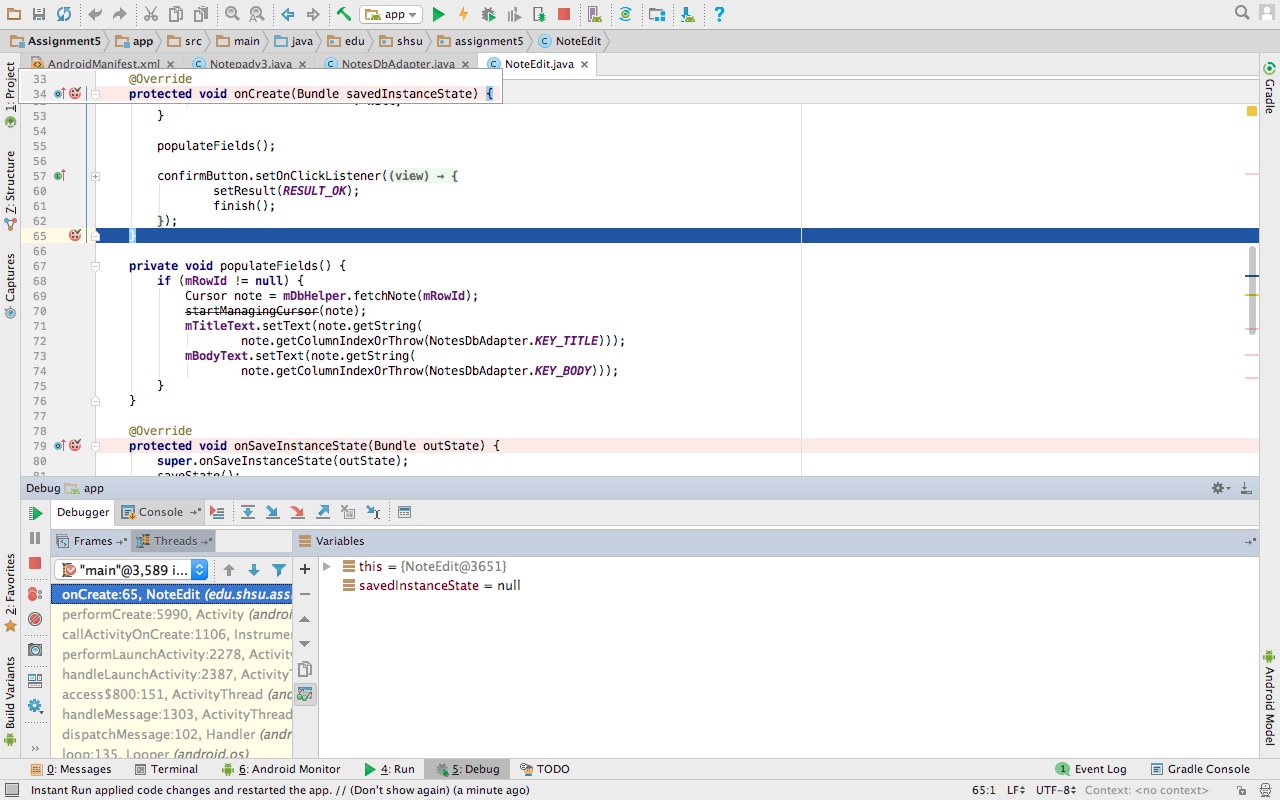 app
Assignment5 app src main java edu shsu assignment5 NoteEdit
AndroidManifest.xml Notepadv3.java NotesDbAdapter.java NoteEdit.java
33 @Override
34 protected void onCreate(Bundle savedInstanceState) {
53 }
54
55 populateFields();
56
57 confirmButton.setOnClickListener((view) → {
60 setResult(RESULT_OK);
61 finish();
62 });
65 }
66
67 private void populateFields() {
68 if (mRowId != null) {
69 Cursor note = mDbHelper.fetchNote(mRowId);
70 startManagingCursor(note);
71 mTitleText.setText(note.getString(
72 note.getColumnIndexOrThrow(NotesDbAdapter.KEY_TITLE)));
73 mBodyText.setText(note.getString(
74 note.getColumnIndexOrThrow(NotesDbAdapter.KEY_BODY)));
75 }
76 }
77
78 @Override
79 protected void onSaveInstanceState(Bundle outState) {
80 super.onSaveInstanceState(outState);
81 saveState();
1: Project
7: Structure
Captures
2: Favorites
Build Variants
Gradle
Android Model
Debug app
Debugger Console
Frames Threads Variables
"main"@3,589 i...
onCreate:65, NoteEdit (edu.shsu.ass
performCreate:5990, Activity (androi
callActivityOnCreate:1106, Instrumen
performLaunchActivity:2278, Activity
handleLaunchActivity:2387, ActivityT
access$800:151, ActivityThread (and
handleMessage:1303, ActivityThread
dispatchMessage:102, Handler (andr
loop:135, Looper (android.os)
this = {NoteEdit@3651}
savedInstanceState = null
0: Messages Terminal 6: Android Monitor 4: Run 5: Debug TODO 1 Event Log Gradle Console
Instant Run applied code changes and restarted the app. // (Don't show again) (a minute ago) 65:1 LF UTF-8 Context: <no context>